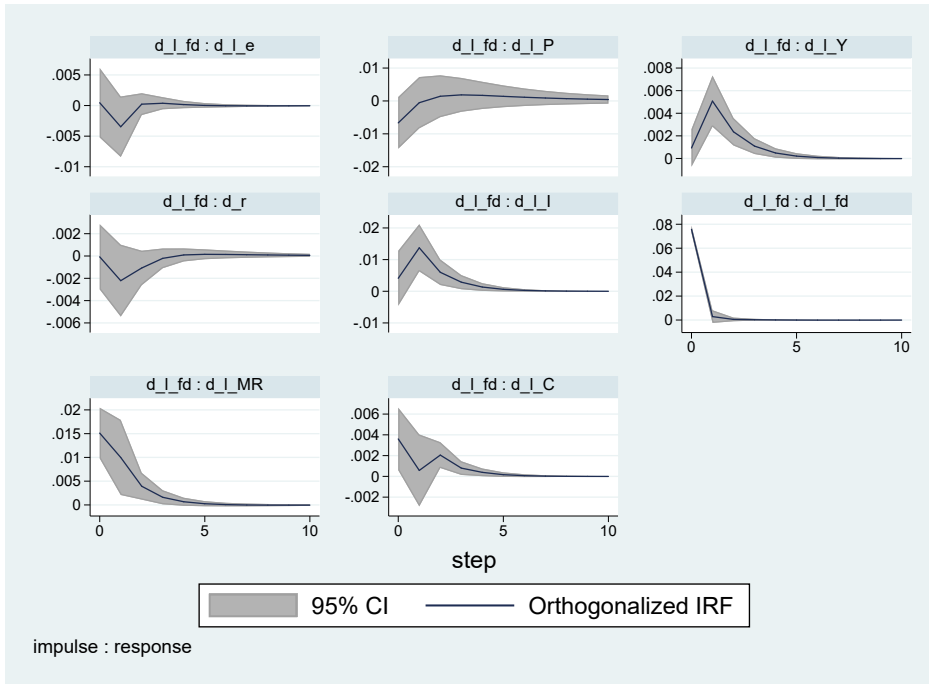 d_l_fd : d_l_e
.005
0
-.005
-.01
d_l_fd : d_l_P
.01
0
-.01
-.02
d_l_fd : d_l_Y
.008
.006
.004
.002
0
d_l_fd : d_r
.002
0
-.002
-.004
-.006
d_l_fd : d_l_I
.02
.01
0
-.01
d_l_fd : d_l_fd
.08
.06
.04
.02
0
0 5 10
d_l_fd : d_l_MR
.02
.015
.01
.005
0
0 5 10
d_l_fd : d_l_C
.006
.004
.002
0
-.002
0 5 10
step
95% CI Orthogonalized IRF
impulse : response